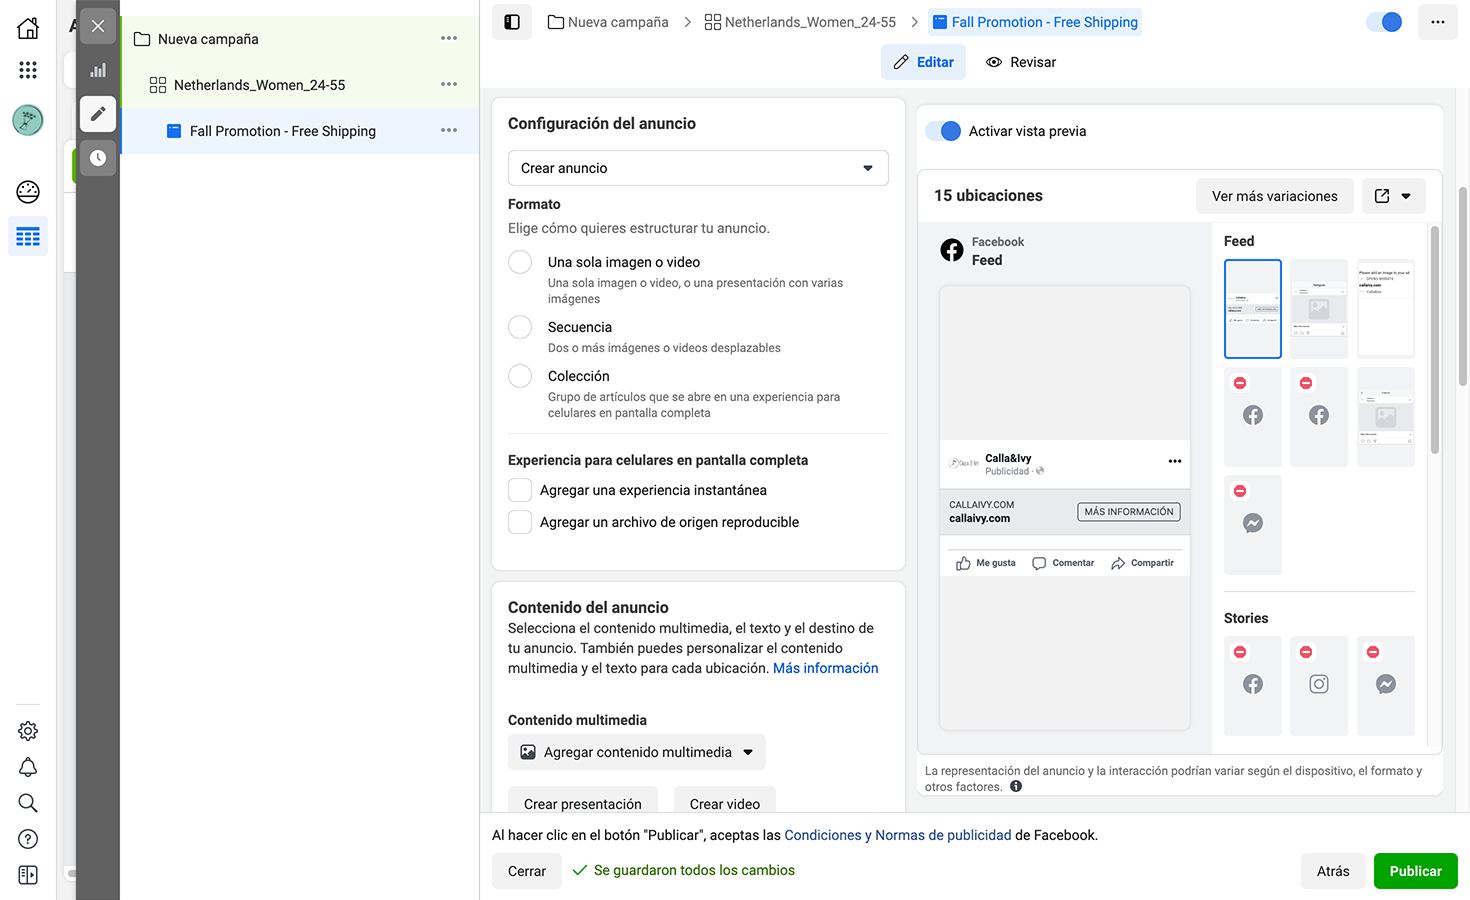 Nueva campaña
Netherlands_Women_24-55
Fall Promotion - Free Shipping
Nueva campaña
Netherlands_Women_24-55
Fall Promotion - Free Shipping
Editar
Revisar
Configuración del anuncio
Crear anuncio
Formato
Elige cómo quieres estructurar tu anuncio.
Una sola imagen o video
Una sola imagen o video, o una presentación con varias
imágenes
Secuencia
Dos o más imágenes o videos desplazables
Colección
Grupo de artículos que se abre en una experiencia para
celulares en pantalla completa
Experiencia para celulares en pantalla completa
Agregar una experiencia instantánea
Agregar un archivo de origen reproducible
Contenido del anuncio
Selecciona el contenido multimedia, el texto y el destino de
tu anuncio. También puedes personalizar el contenido
multimedia y el texto para cada ubicación. Más información
Contenido multimedia
Agregar contenido multimedia
Crear presentación
Crear video
Activar vista previa
15 ubicaciones
Ver más variaciones
Facebook
Feed
Calla&Ivy
Publicidad ·
CALLAIVY.COM
callaivy.com
MÁS INFORMACIÓN
Me gusta
Comentar
Compartir
Feed
Please add an image to your ad
callaivy.com
Stories
La representación del anuncio y la interacción podrían variar según el dispositivo, el formato y
otros factores.
Al hacer clic en el botón "Publicar", aceptas las Condiciones y Normas de publicidad de Facebook.
Cerrar
Se guardaron todos los cambios
Atrás
Publicar